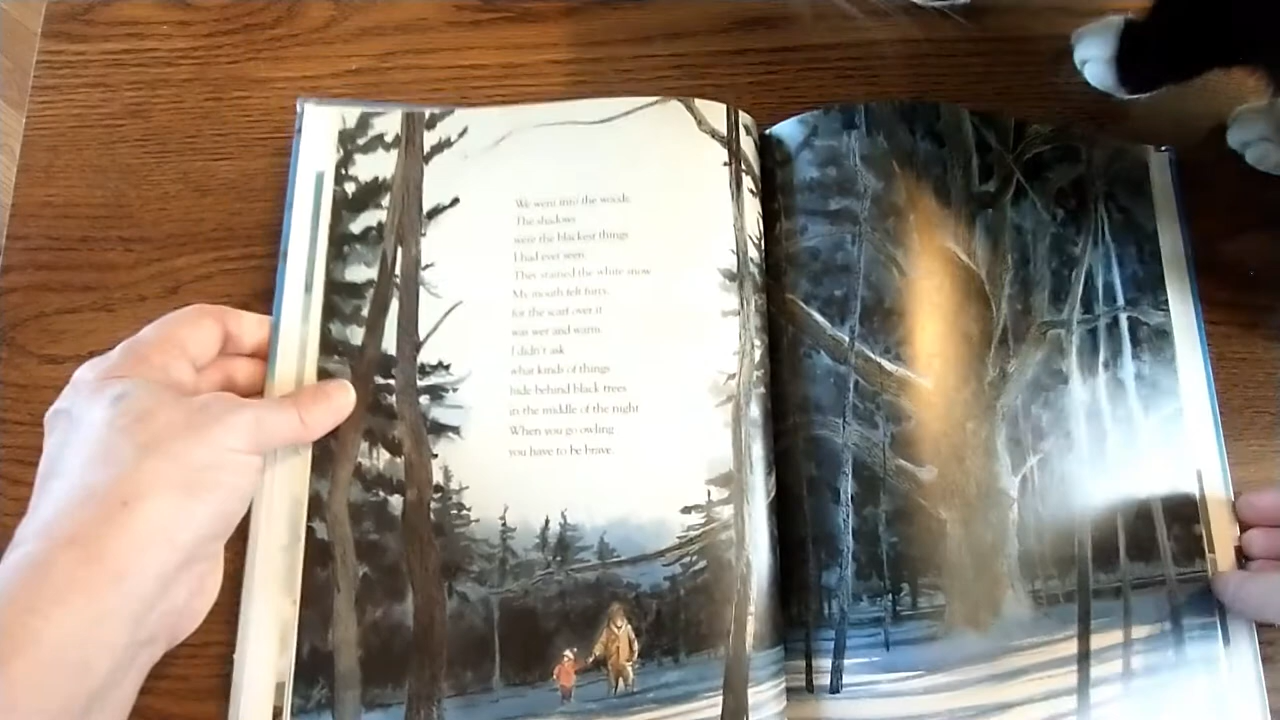 We went into the woods.
The shadows
were the blackest things
I had ever seen.
They stained the white snow.
My mouth felt furry,
for the scarf over it
was wet and warm.
I didn't ask
what kinds of things
hide behind black trees
in the middle of the night.
When you go owling
you have to be brave.